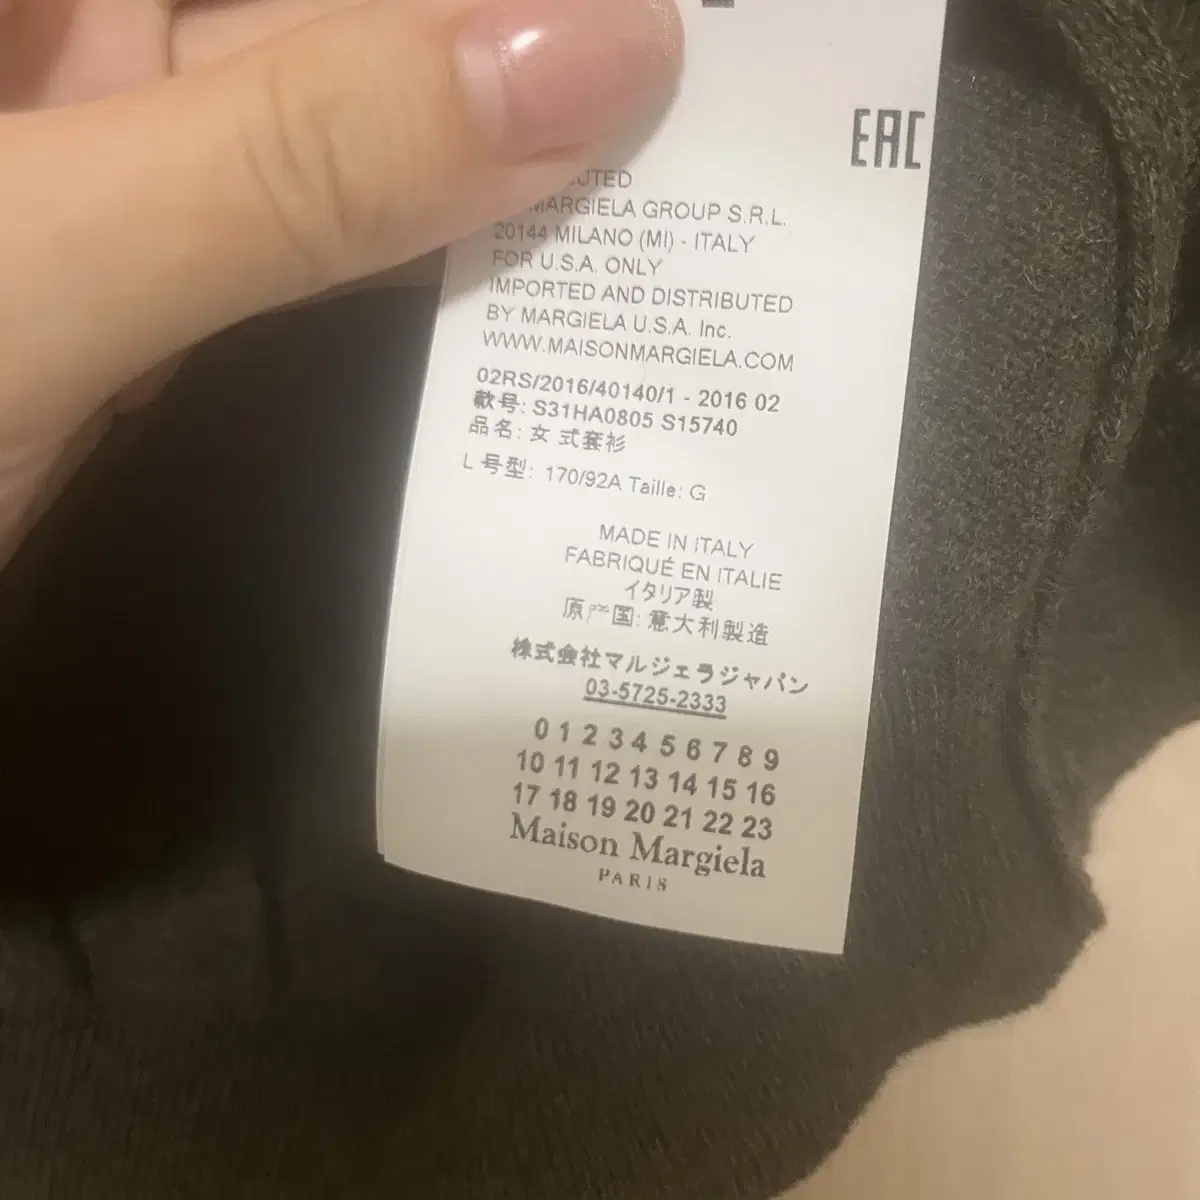 EAC
MARGIELA GROUP S.R.L.
20144 MILANO (MI) - ITALY
FOR U.S.A. ONLY
IMPORTED AND DISTRIBUTED
BY MARGIELA U.S.A. Inc.
WWW.MAISONMARGIELA.COM
02RS/2016/40140/1 - 2016 02
款号: S31HA0805 S15740
品名: 女 式套衫
L 号型: 170/92A Taille: G
MADE IN ITALY
FABRIQUÉ EN ITALIE
イタリア製
原产国: 意大利製造
株式会社マルジェラジャパン
03-5725-2333
0 1 2 3 4 5 6 7 8 9
10 11 12 13 14 15 16
17 18 19 20 21 22 23
Maison Margiela
PARIS